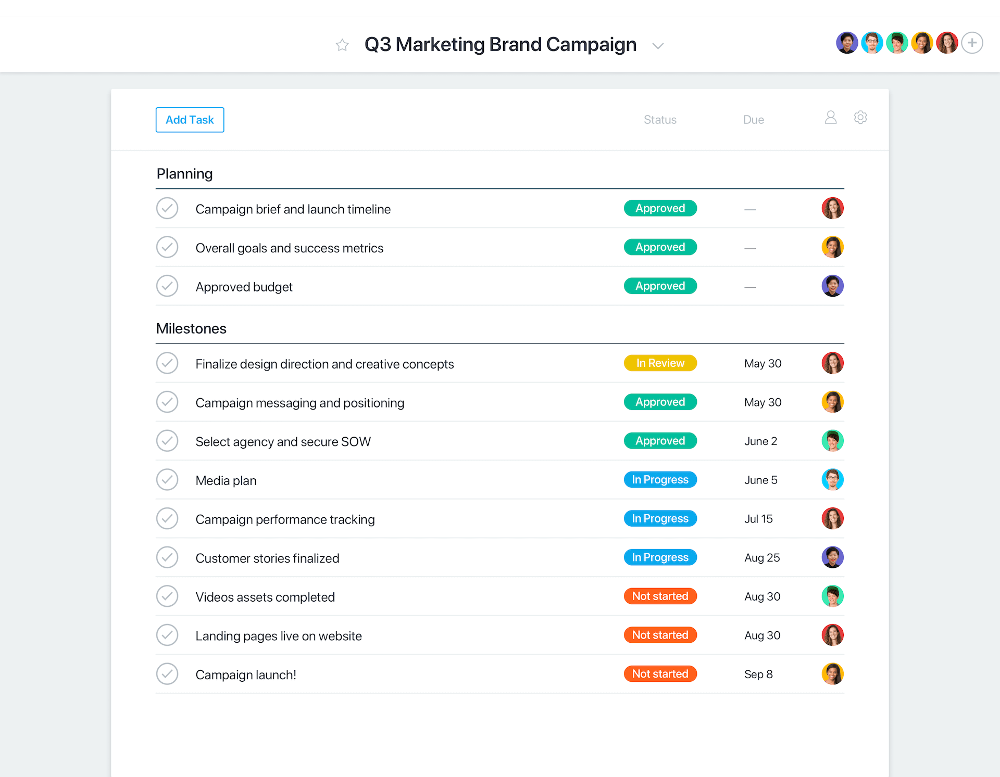 Q3 Marketing Brand Campaign
Add Task Status Due
Planning
Campaign brief and launch timeline Approved —
Overall goals and success metrics Approved —
Approved budget Approved —
Milestones
Finalize design direction and creative concepts In Review May 30
Campaign messaging and positioning Approved May 30
Select agency and secure SOW Approved June 2
Media plan In Progress June 5
Campaign performance tracking In Progress Jul 15
Customer stories finalized In Progress Aug 25
Videos assets completed Not started Aug 30
Landing pages live on website Not started Aug 30
Campaign launch! Not started Sep 8